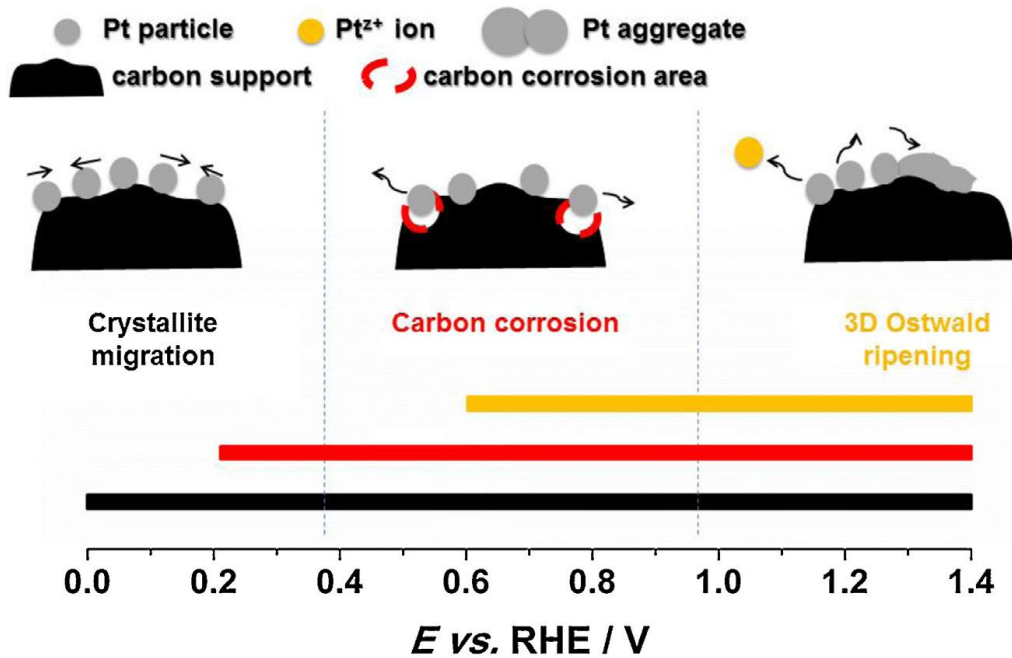 Pt particle Ptᶻ⁺ ion Pt aggregate
carbon support carbon corrosion area
Crystallite
migration
Carbon corrosion
3D Ostwald
ripening
0.0 0.2 0.4 0.6 0.8 1.0 1.2 1.4
E vs. RHE / V